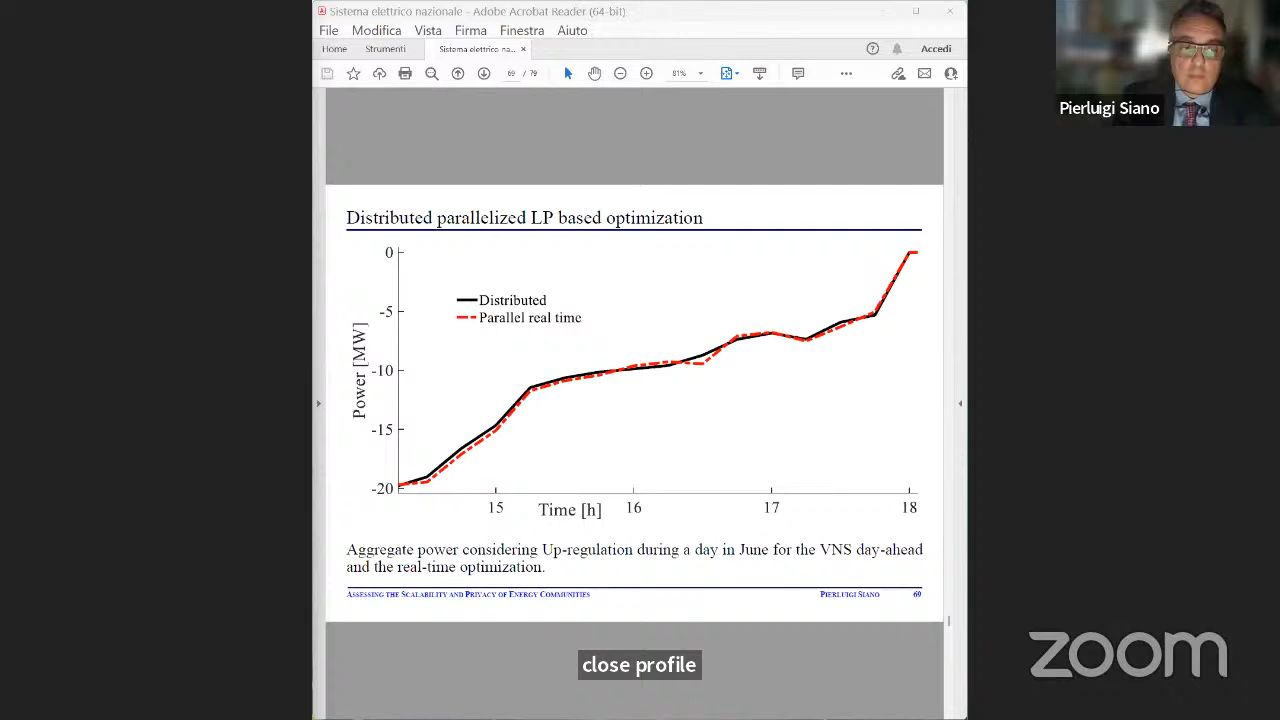 Sistema elettrico nazionale - Adobe Acrobat Reader (64-bit)
File Modifica Vista Firma Finestra Aiuto
Home Strumenti Sistema elettrico na... × Accedi
69 / 79 81%
Pierluigi Siano
Distributed parallelized LP based optimization
0
-5
-10
-15
-20
Power [MW]
Distributed
Parallel real time
15 16 17 18
Time [h]
Aggregate power considering Up-regulation during a day in June for the VNS day-ahead
and the real-time optimization.
ASSESSING THE SCALABILITY AND PRIVACY OF ENERGY COMMUNITIES PIERLUIGI SIANO 69
close profile
zoom